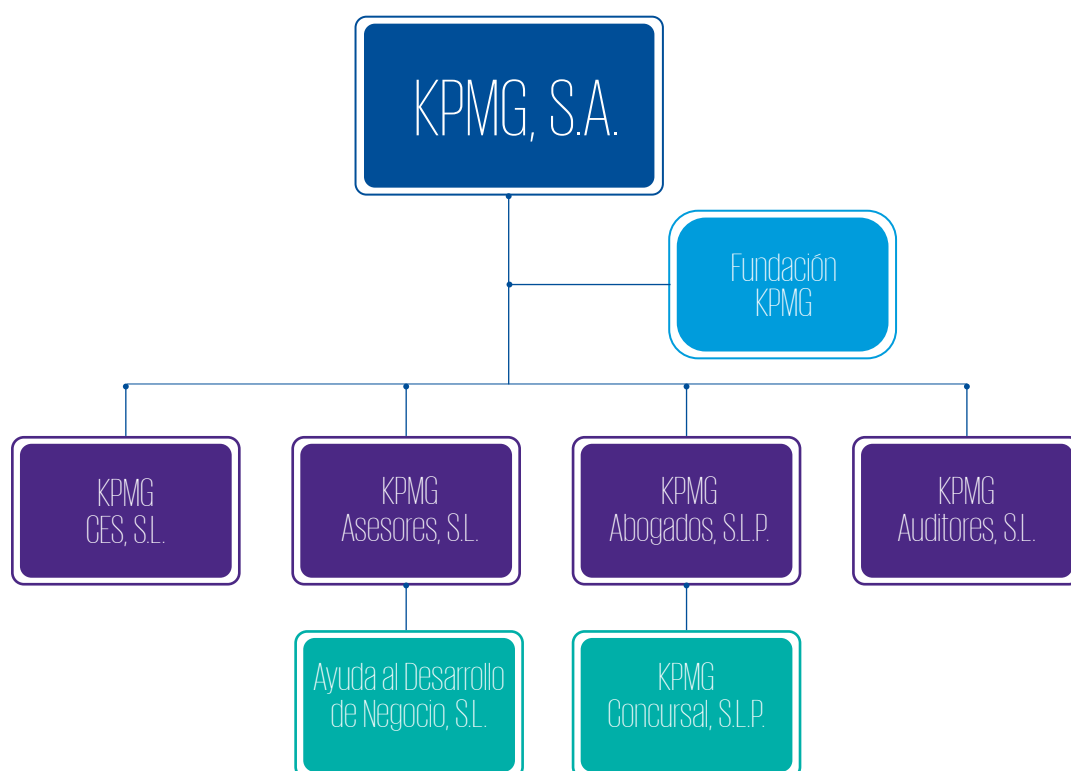 KPMG, S.A.
Fundación
KPMG
KPMG
CES, S.L.
KPMG
Asesores, S.L.
KPMG
Abogados, S.L.P.
KPMG
Auditores, S.L.
Ayuda al Desarrollo
de Negocio, S.L.
KPMG
Concursal, S.L.P.